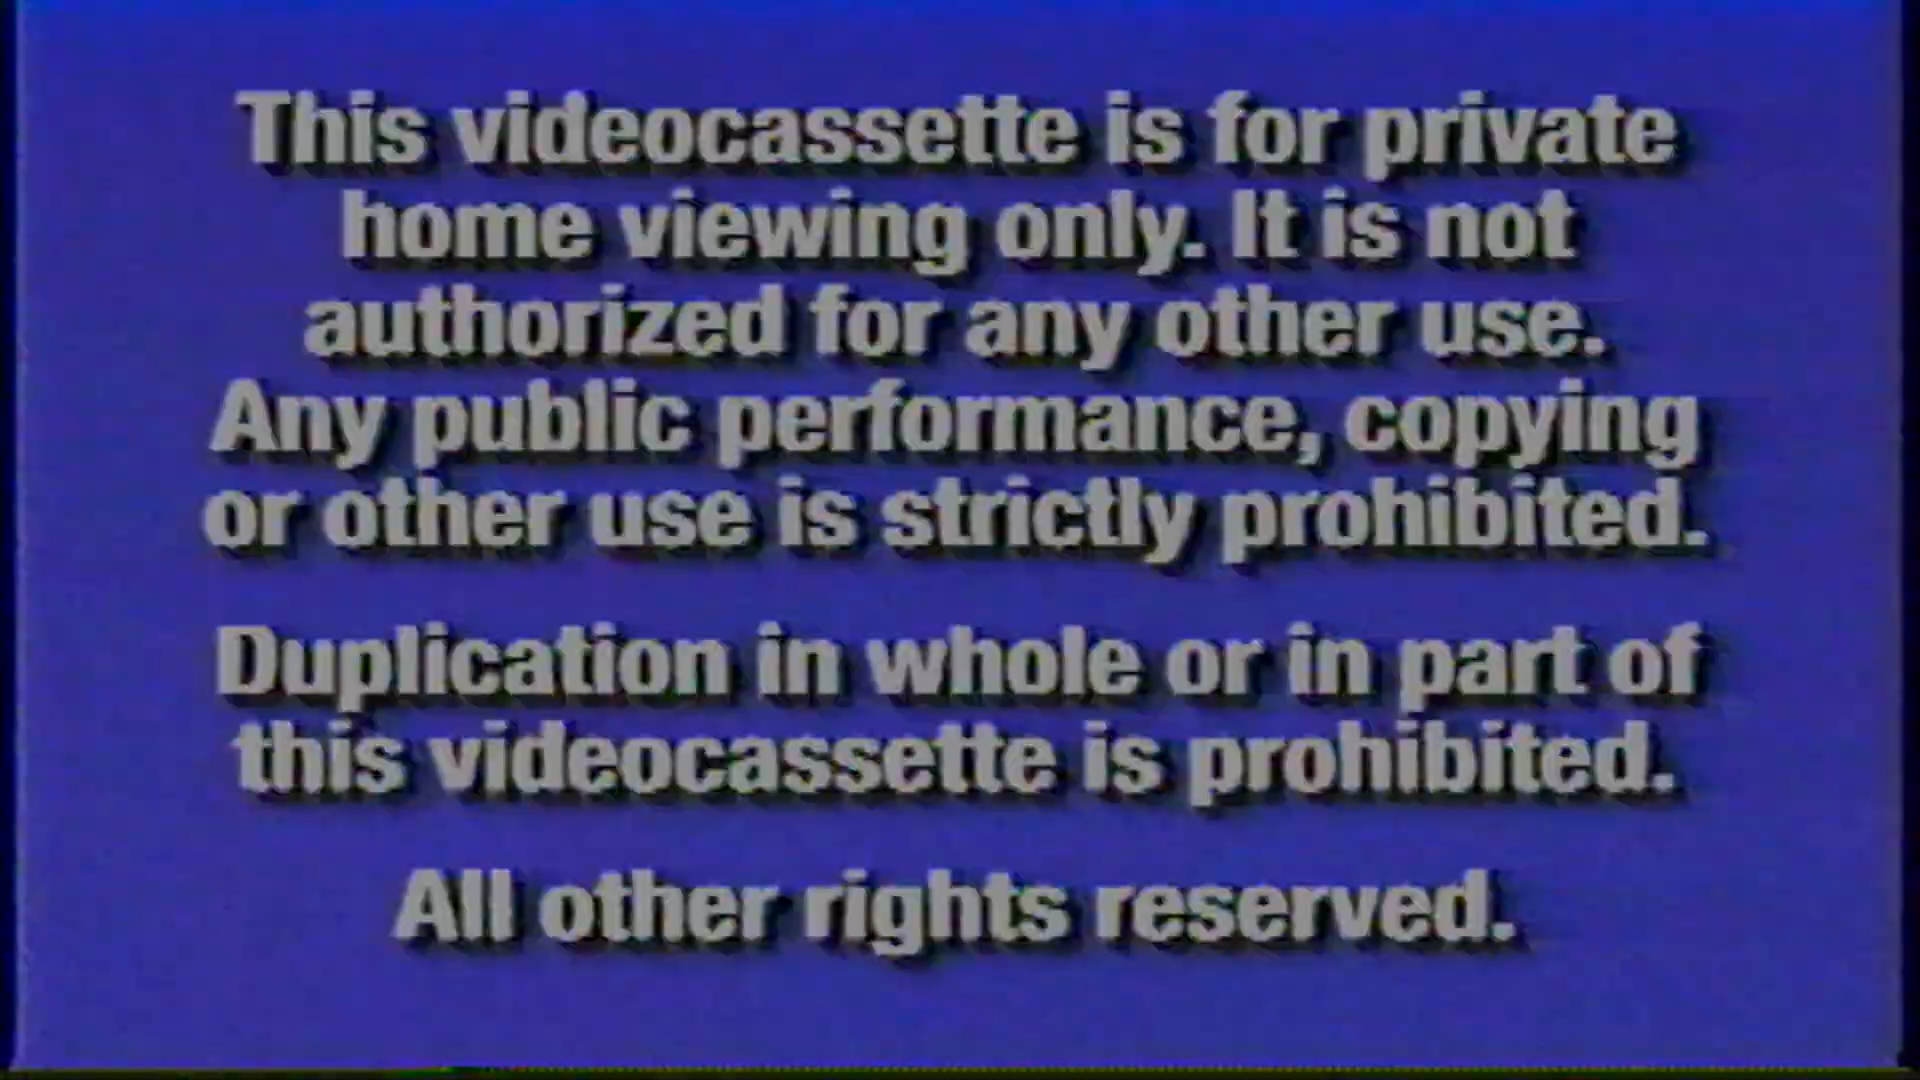 This videocassette is for private
home viewing only. It is not
authorized for any other use.
Any public performance, copying
or other use is strictly prohibited.
Duplication in whole or in part of
this videocassette is prohibited.
All other rights reserved.